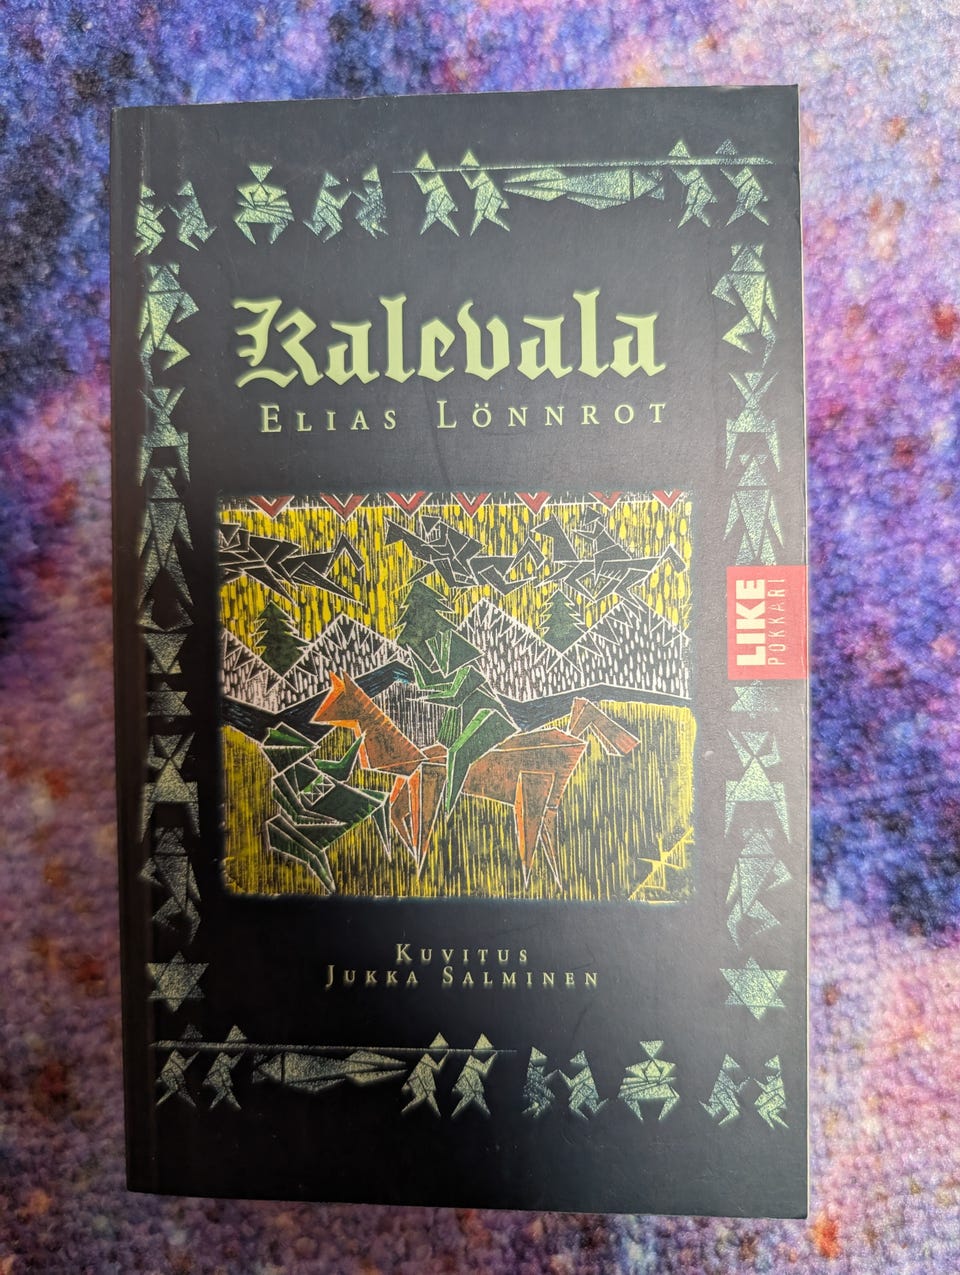 Kalevala
Elias Lönnrot
LIKE
POKKARI
Kuvitus
Jukka Salminen